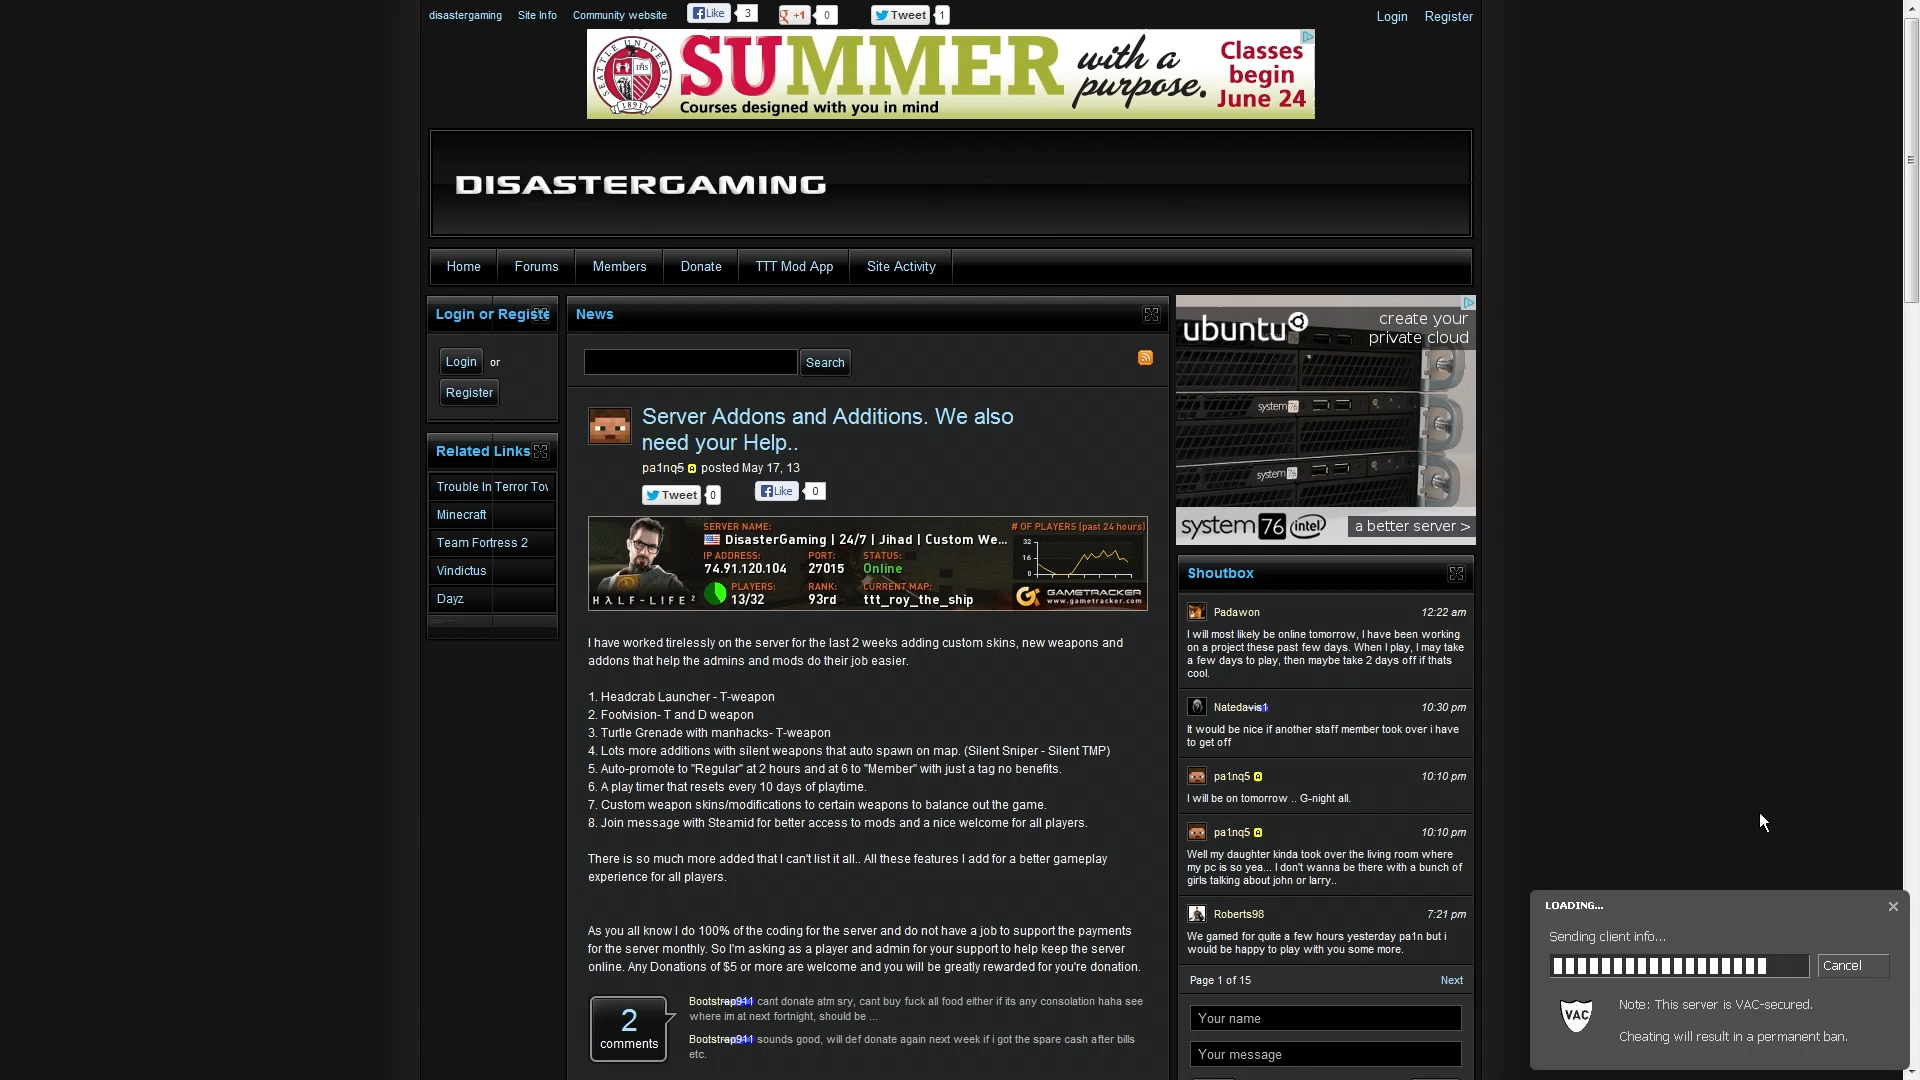 disastergaming Site Info Community website Like 3 +1 0 Tweet 1 Login Register
SEATTLE UNIVERSITY
1891
SUMMER with a purpose.
Courses designed with you in mind
Classes
begin
June 24
DISASTERGAMING
Home Forums Members Donate TTT Mod App Site Activity
Login or Registe
Login or
Register
Related Links
Trouble In Terror Tow
Minecraft
Team Fortress 2
Vindictus
Dayz
News
Search
Server Addons and Additions. We also
need your Help..
pa1nq5 posted May 17, 13
Tweet 0 Like 0
SERVER NAME:
DisasterGaming | 24/7 | Jihad | Custom We...
IP ADDRESS: PORT: STATUS:
74.91.120.104 27015 Online
PLAYERS: RANK: CURRENT MAP:
13/32 93rd ttt_roy_the_ship
HΛLF-LIFE 2
# OF PLAYERS (past 24 hours)
32
16
0
GAMETRACKER
www.gametracker.com
I have worked tirelessly on the server for the last 2 weeks adding custom skins, new weapons and
addons that help the admins and mods do their job easier.
1. Headcrab Launcher - T-weapon
2. Footvision- T and D weapon
3. Turtle Grenade with manhacks- T-weapon
4. Lots more additions with silent weapons that auto spawn on map. (Silent Sniper - Silent TMP)
5. Auto-promote to "Regular" at 2 hours and at 6 to "Member" with just a tag no benefits.
6. A play timer that resets every 10 days of playtime.
7. Custom weapon skins/modifications to certain weapons to balance out the game.
8. Join message with Steamid for better access to mods and a nice welcome for all players.
There is so much more added that I can't list it all.. All these features I add for a better gameplay
experience for all players.
As you all know I do 100% of the coding for the server and do not have a job to support the payments
for the server monthly. So I'm asking as a player and admin for your support to help keep the server
online. Any Donations of $5 or more are welcome and you will be greatly rewarded for you're donation.
2
comments
Bootstrap911 cant donate atm sry, cant buy fuck all food either if its any consolation haha see
where im at next fortnight, should be ...
Bootstrap911 sounds good, will def donate again next week if i got the spare cash after bills
etc.
ubuntu
create your
private cloud
system76
system76
system 76 intel a better server >
Shoutbox
Padawon 12:22 am
I will most likely be online tomorrow, I have been working
on a project these past few days. When I play, I may take
a few days to play, then maybe take 2 days off if thats
cool.
Natedavis1 10:30 pm
It would be nice if another staff member took over i have
to get off
pa1nq5 10:10 pm
I will be on tomorrow .. G-night all.
pa1nq5 10:10 pm
Well my daughter kinda took over the living room where
my pc is so yea... I don't wanna be there with a bunch of
girls talking about john or larry..
Roberts98 7:21 pm
We gamed for quite a few hours yesterday pa1n but i
would be happy to play with you some more.
Page 1 of 15 Next
Your name
Your message
LOADING...
Sending client info...
Cancel
VAC
Note: This server is VAC-secured.
Cheating will result in a permanent ban.